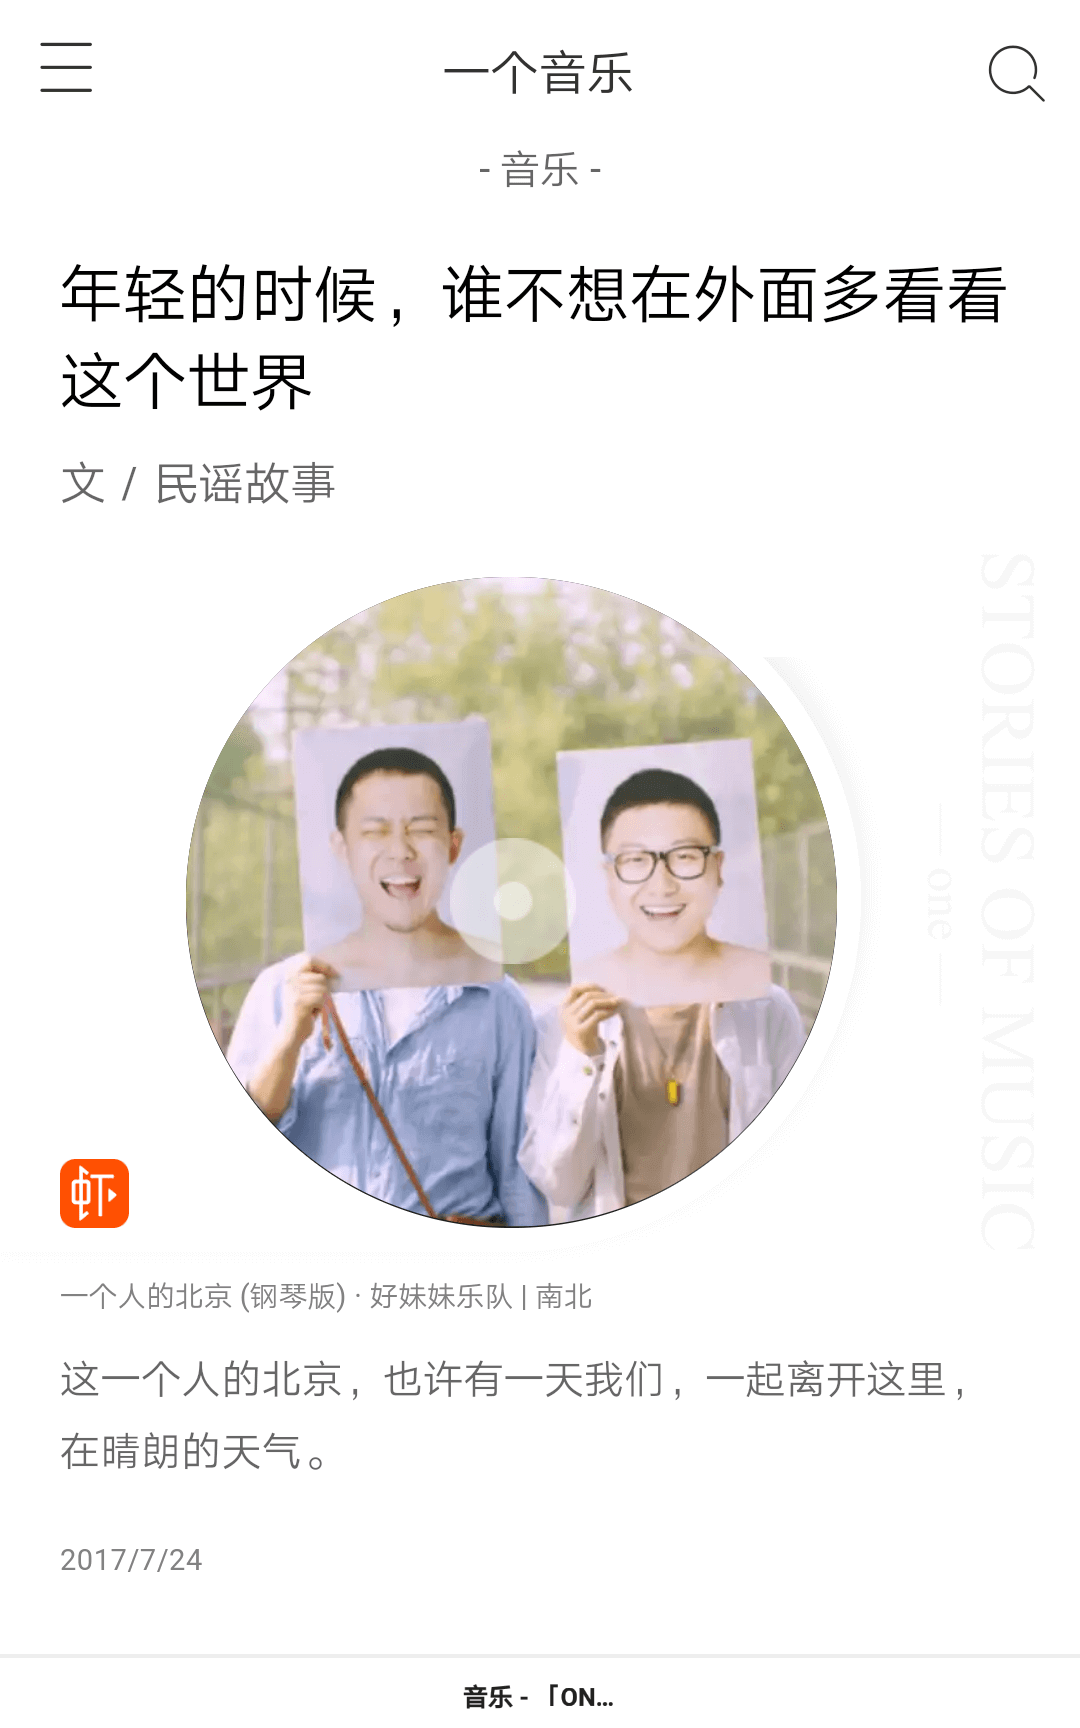 一个音乐
- 音乐 -
年轻的时候，谁不想在外面多看看
这个世界
文 / 民谣故事
STORIES OF MUSIC
one
虾
一个人的北京 (钢琴版) · 好妹妹乐队 | 南北
这一个人的北京，也许有一天我们，一起离开这里，
在晴朗的天气。
2017/7/24
音乐 - 「ON...